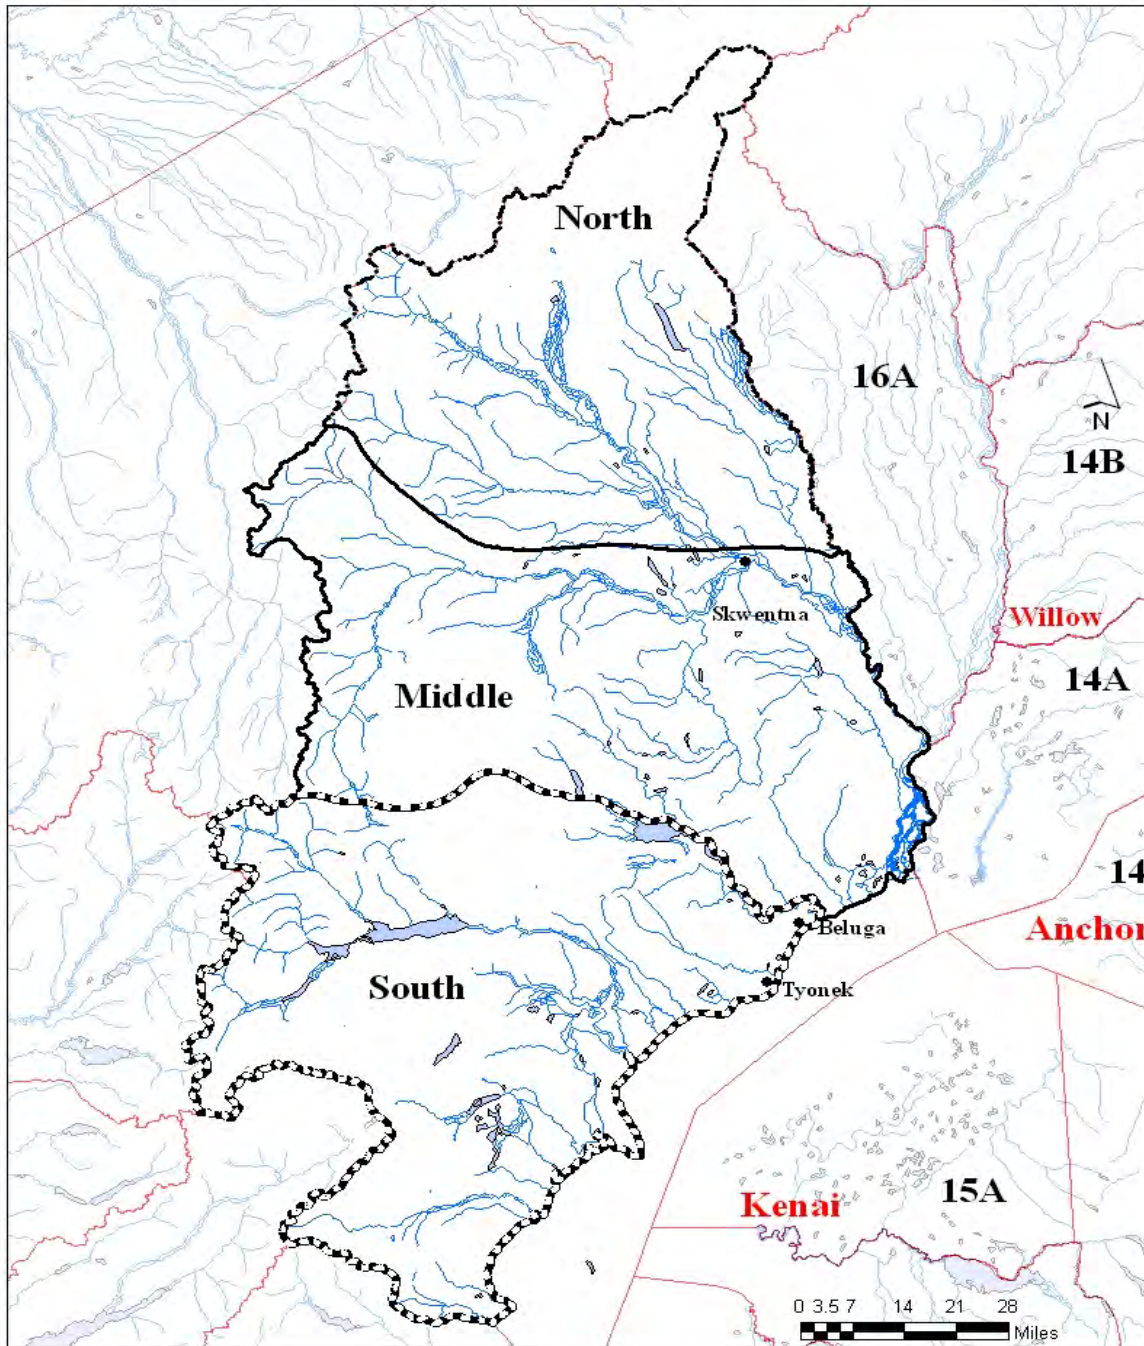 North
16A
N
14B
Skwentna
Willow
14A
Middle
14
Beluga
Anchor
South
Tyonek
15A
Kenai
0 3.5 7 14 21 28
Miles